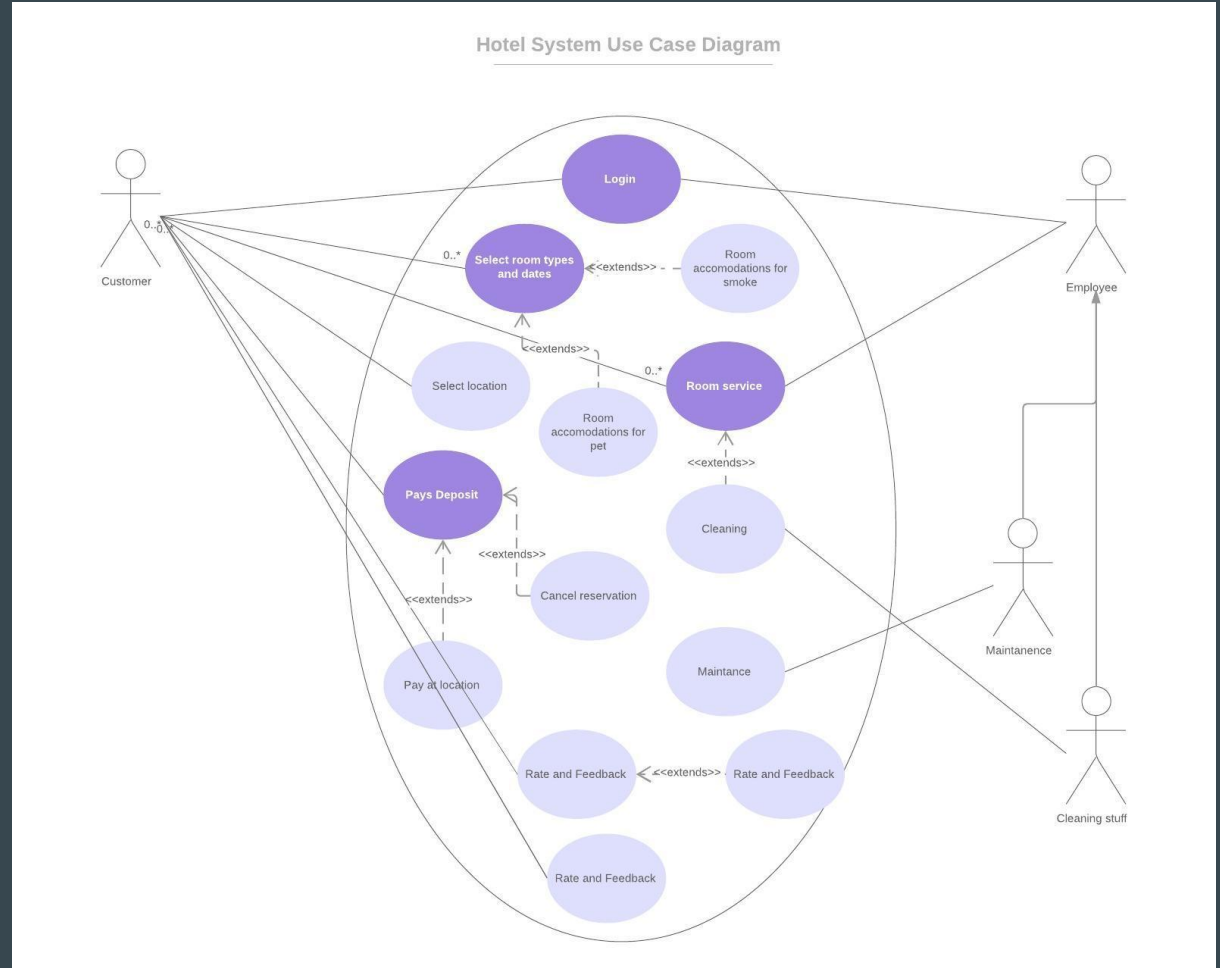 Hotel System Use Case Diagram
Login
0..*
0..*
Customer
0..*
Select room types
and dates
<<extends>>
Room
accomodations for
smoke
Employee
<<extends>>
Select location
0..*
Room service
Room
accomodations for
pet
<<extends>>
Pays Deposit
Cleaning
<<extends>>
<<extends>>
Cancel reservation
Maintanence
Pay at location
Maintance
Rate and Feedback
<<extends>>
Rate and Feedback
Cleaning stuff
Rate and Feedback